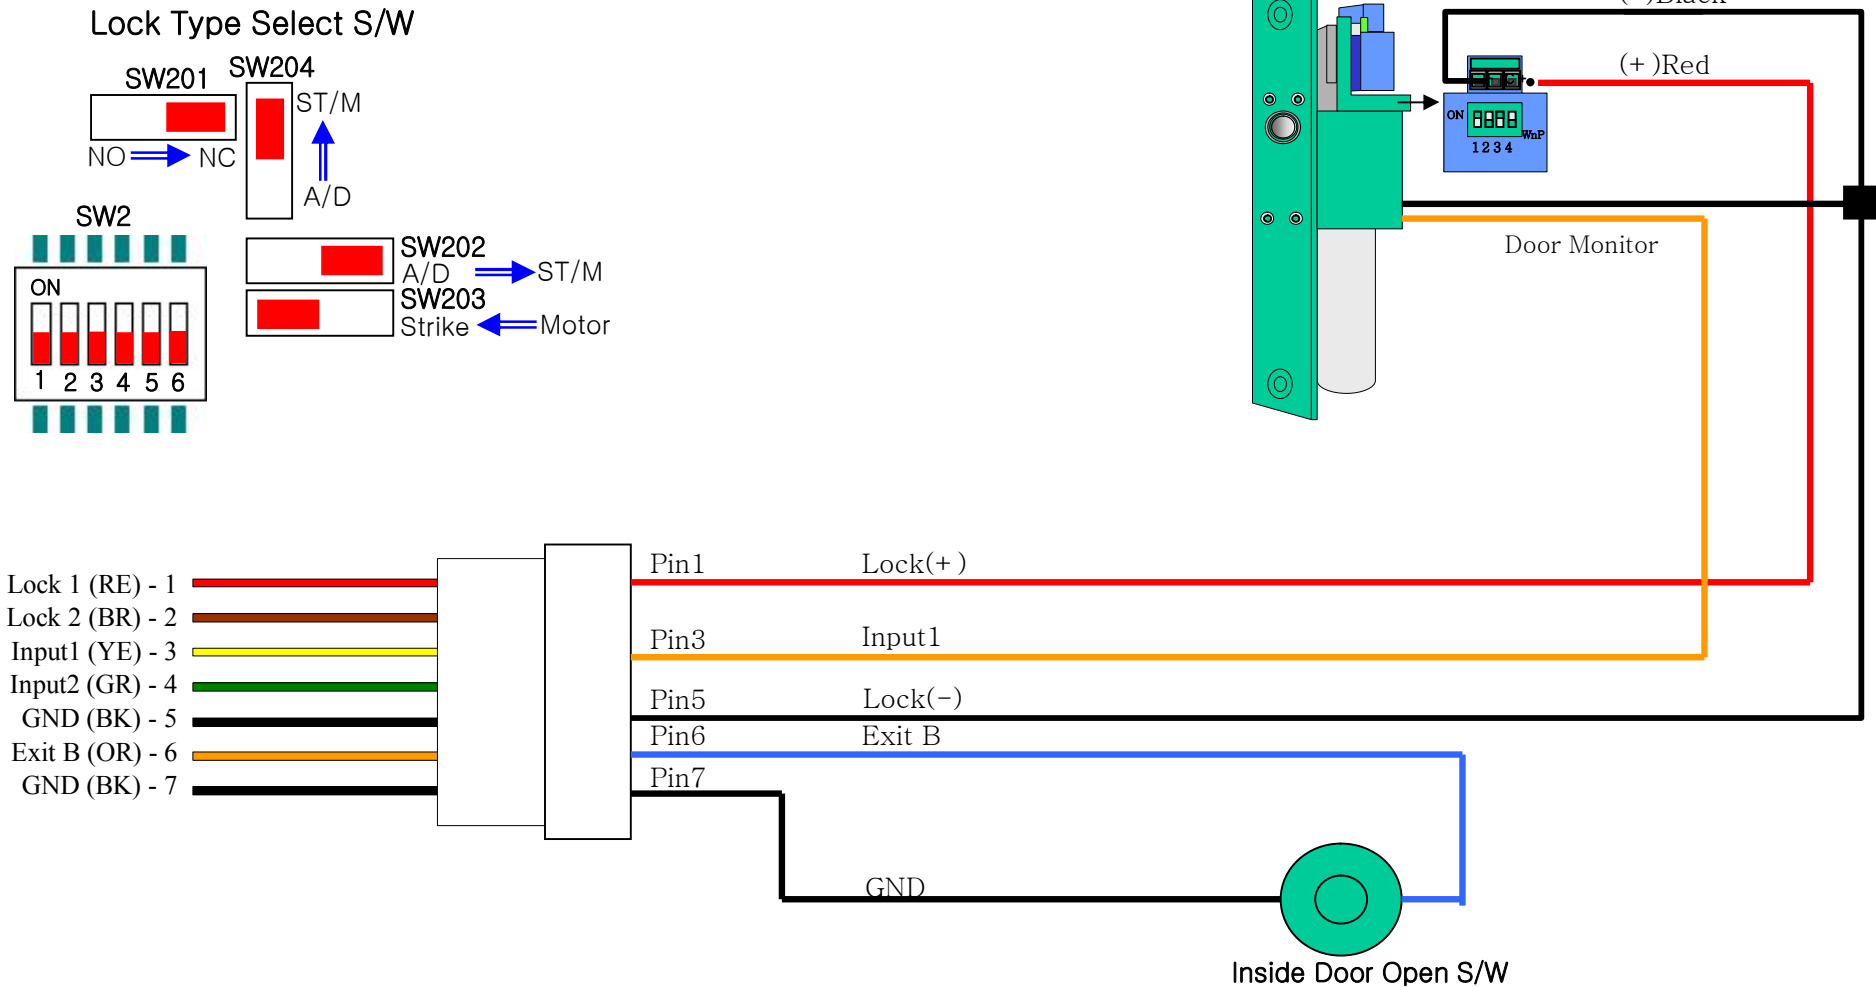 Lock Type Select S/W
SW201
SW204
ST/M
NO
NC
A/D
SW2
ON
1 2 3 4 5 6
SW202
A/D
ST/M
SW203
Strike
Motor
(+)Red
ON
WnP
1 2 3 4
Door Monitor
Lock 1 (RE) - 1
Lock 2 (BR) - 2
Input1 (YE) - 3
Input2 (GR) - 4
GND (BK) - 5
Exit B (OR) - 6
GND (BK) - 7
Pin1
Lock(+)
Pin3
Input1
Pin5
Lock(-)
Pin6
Exit B
Pin7
GND
Inside Door Open S/W